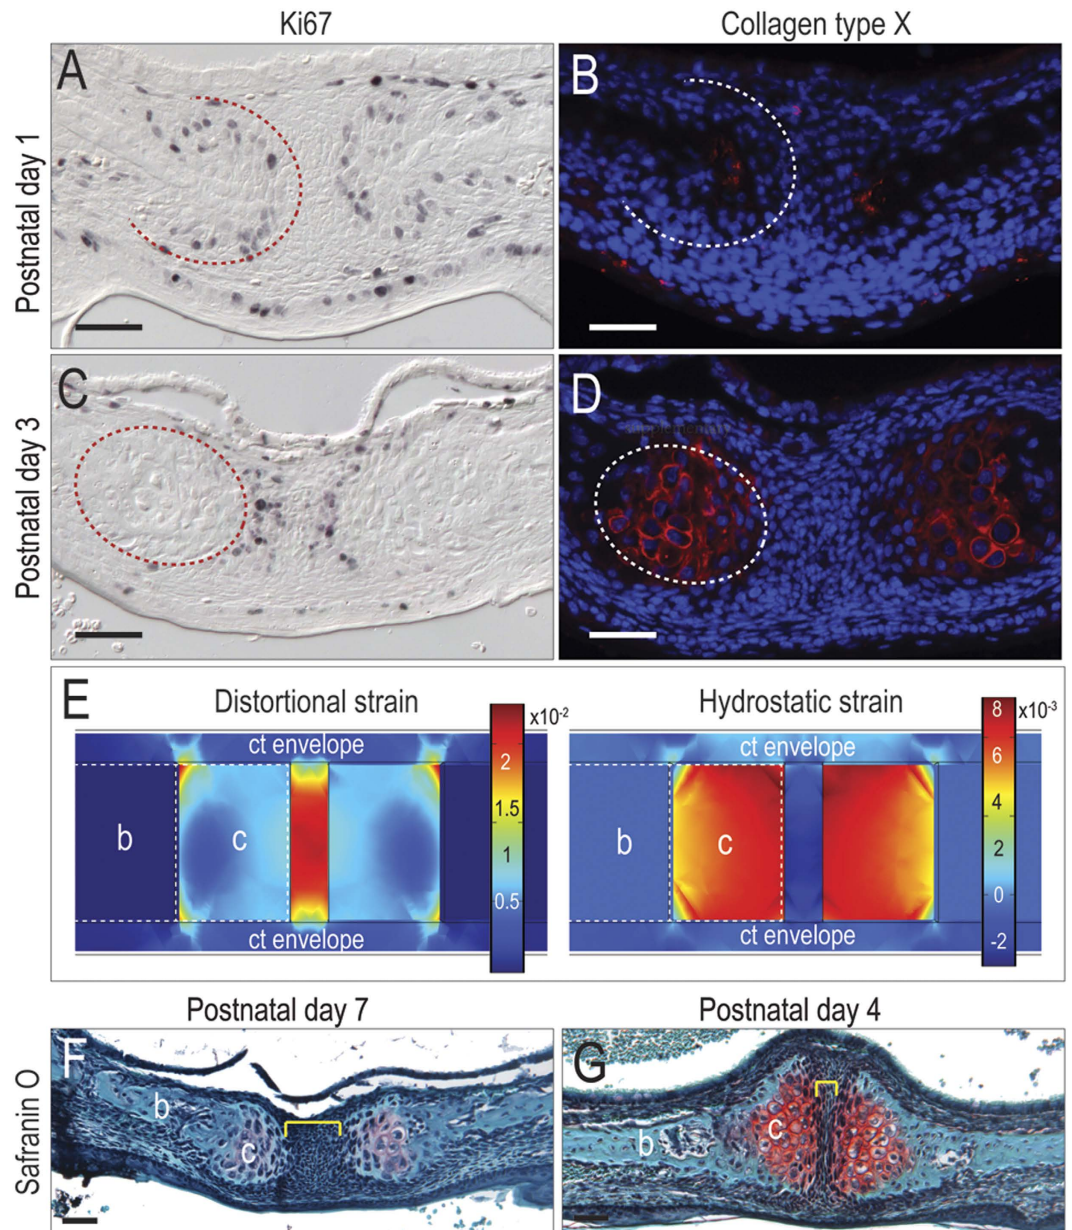 Ki67
Collagen type X
Postnatal day 1
A
B
Postnatal day 3
C
D
E
Distortional strain
x10-2
Hydrostatic strain
x10-3
ct envelope
ct envelope
2
1.5
1
0.5
8
6
4
2
0
-2
b
c
b
c
ct envelope
ct envelope
Postnatal day 7
Postnatal day 4
Safranin O
F
b
c
G
b
c